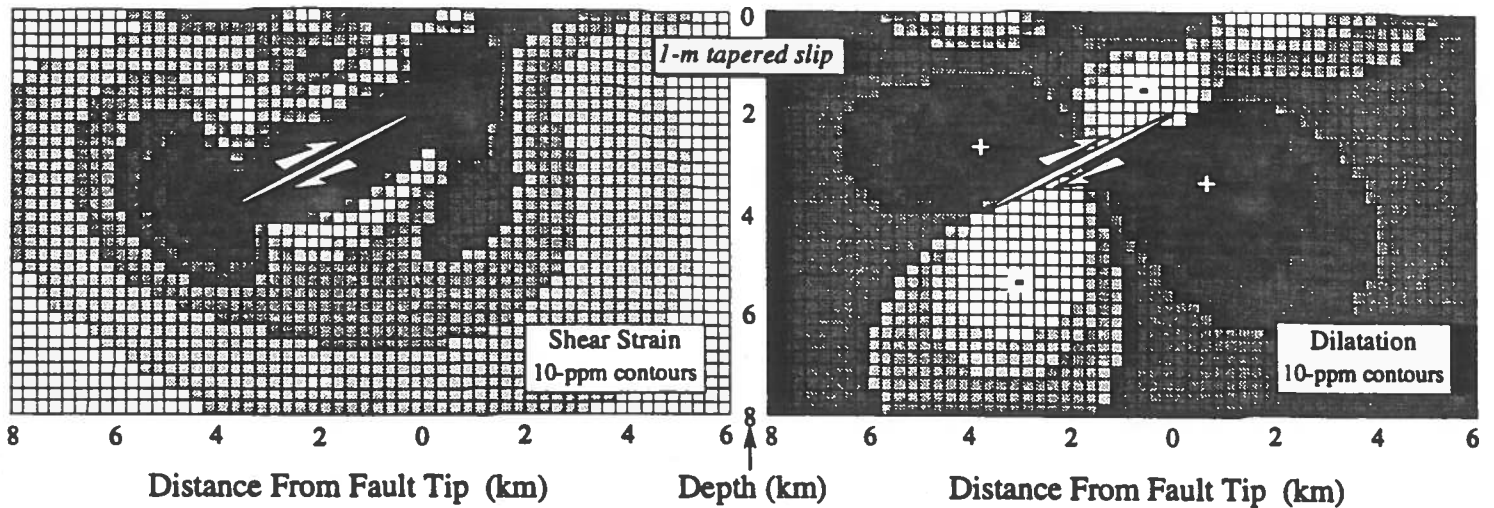 1-m tapered slip
0
2
4
6
8
+
-
+
-
Shear Strain
10-ppm contours
Dilatation
10-ppm contours
8 6 4 2 0 2 4 6
8 6 4 2 0 2 4 6
Distance From Fault Tip (km)
Depth (km)
Distance From Fault Tip (km)